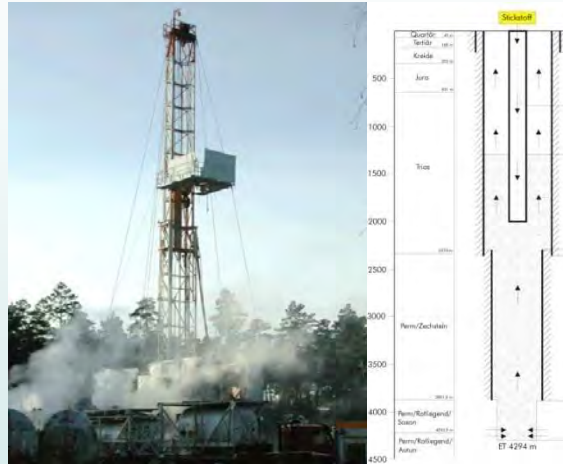 Stickstoff
Quartär
Tertiär
Kreide
Jura
500
1000
Trias
1500
2000
2500
3000
Perm/Zechstein
3500
4000
Perm/Rotliegend/
Saxon
4500
Perm/Rotliegend/
Autun
ET 4294 m